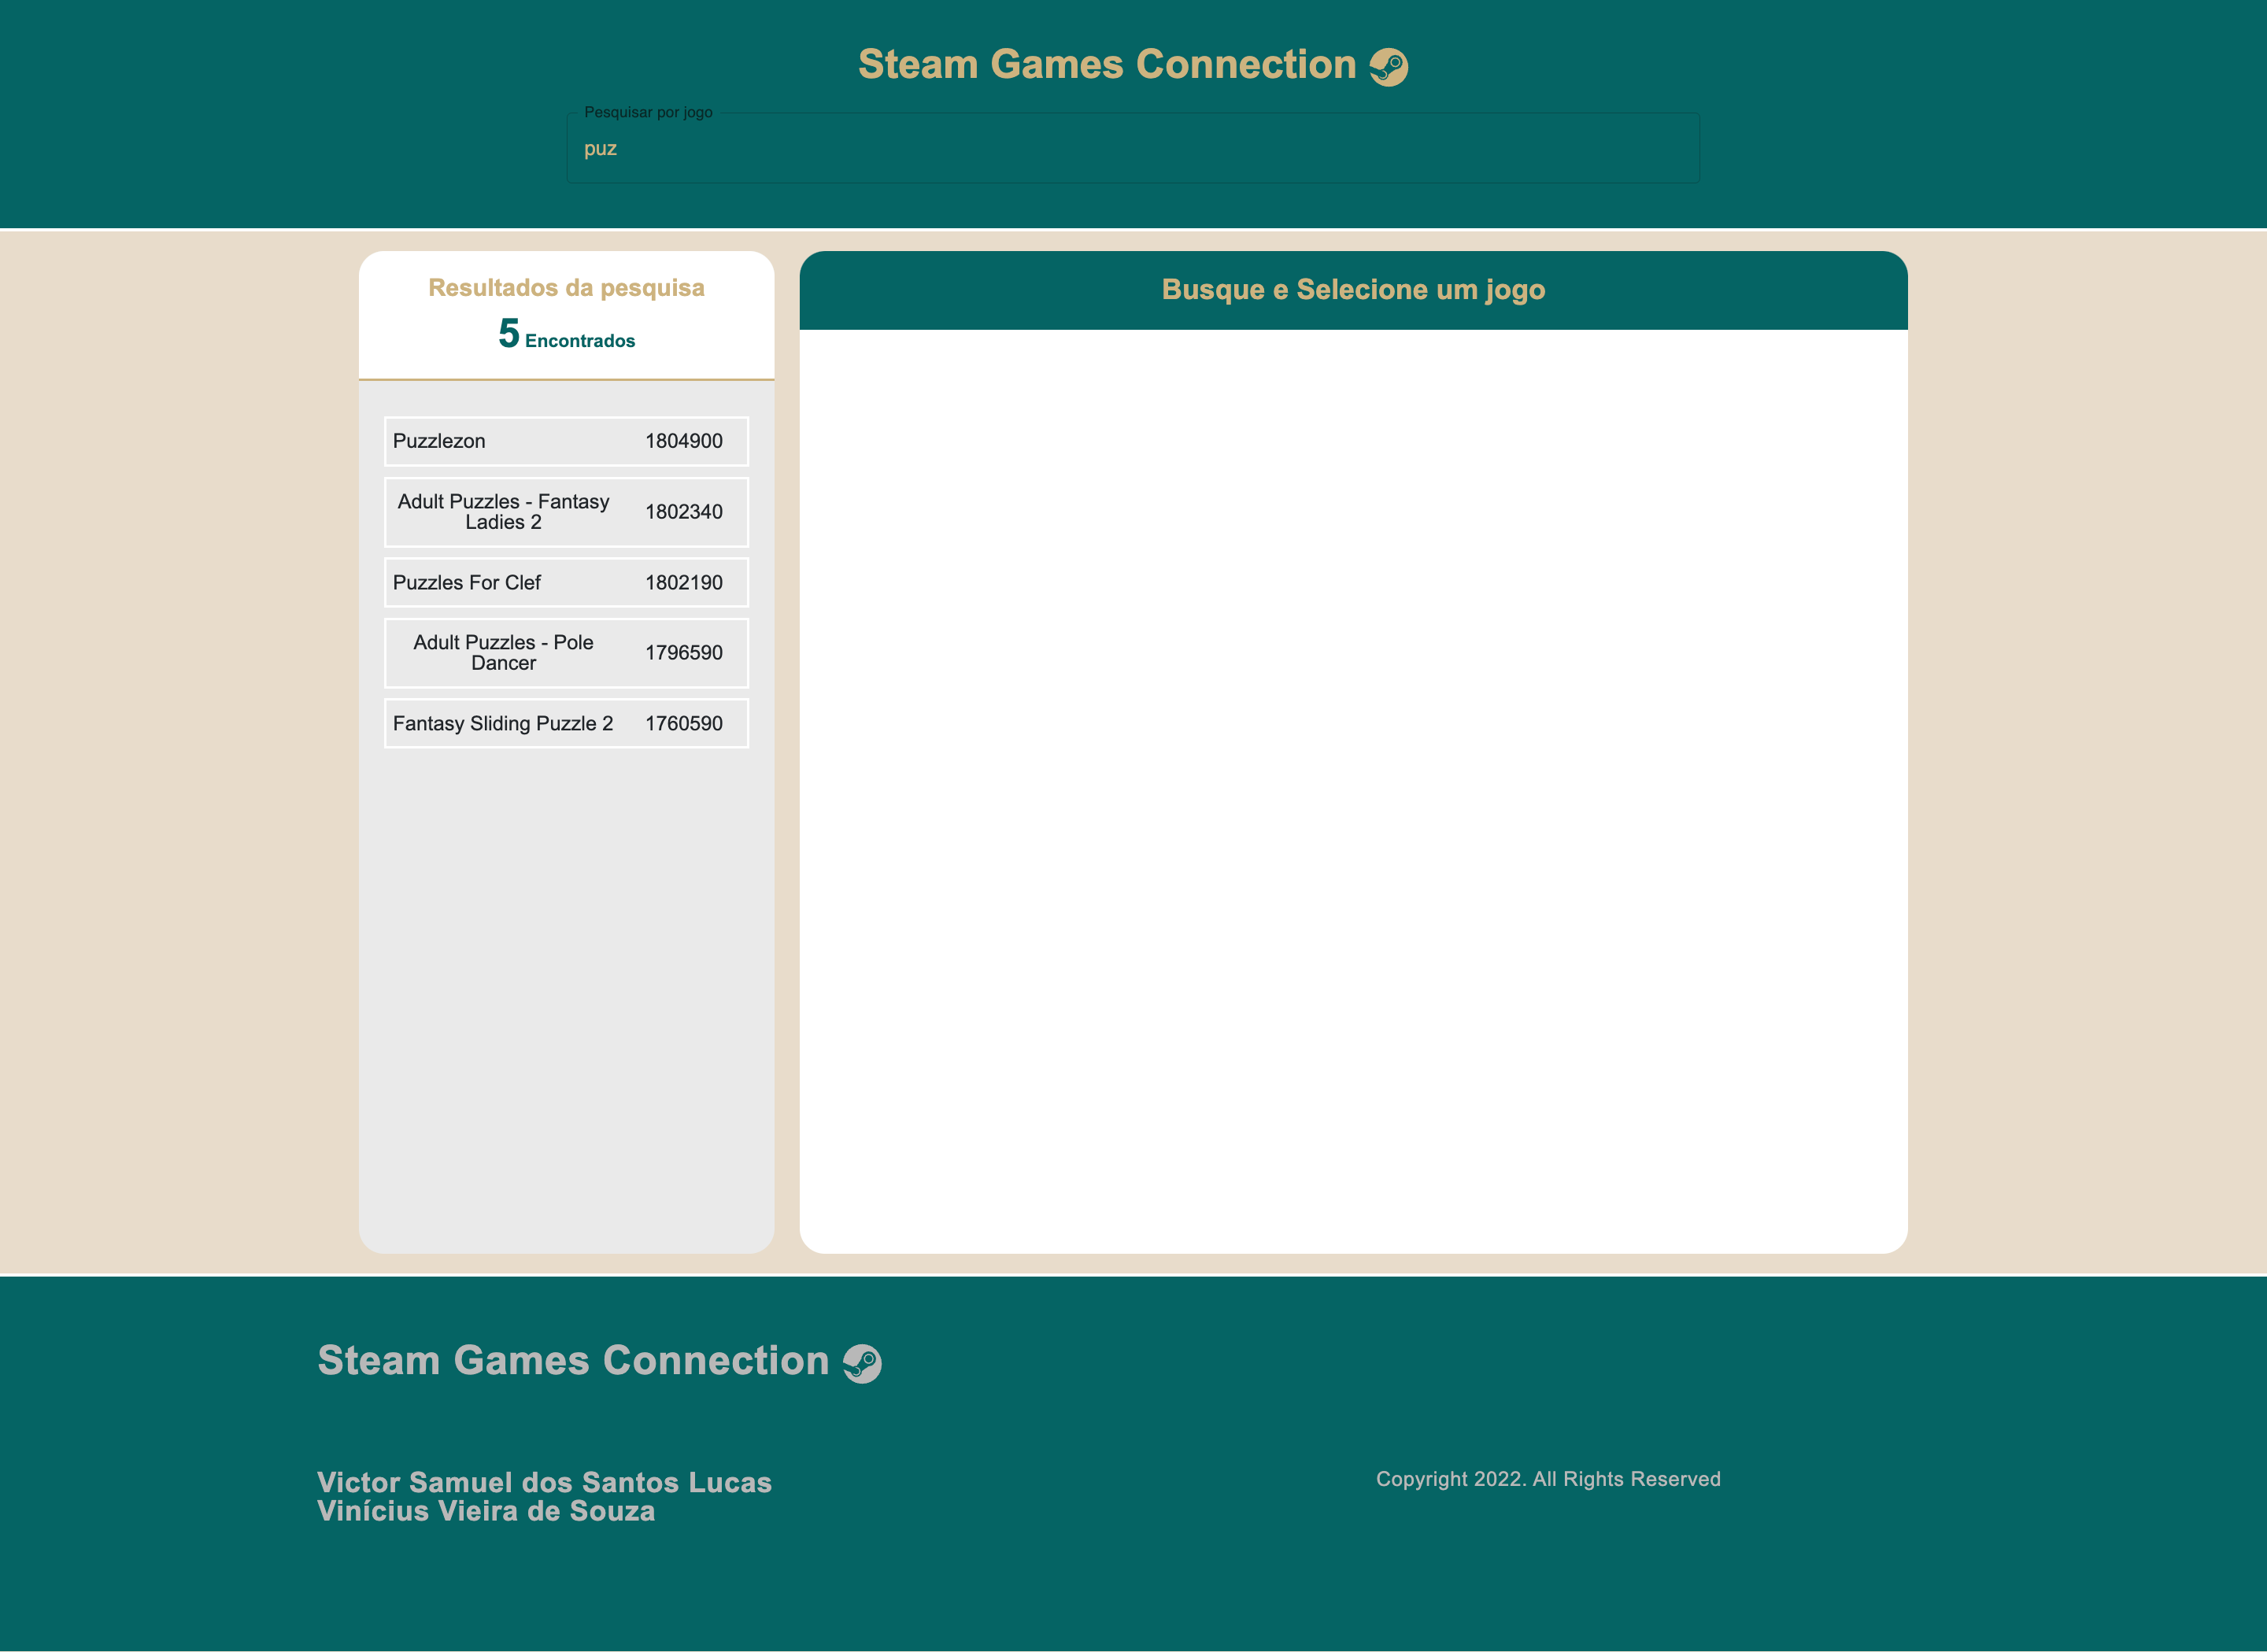 Steam Games Connection
Pesquisar por jogo
puz
Resultados da pesquisa
5 Encontrados
Puzzlezon 1804900
Adult Puzzles - Fantasy
Ladies 2
1802340
Puzzles For Clef 1802190
Adult Puzzles - Pole
Dancer
1796590
Fantasy Sliding Puzzle 2 1760590
Busque e Selecione um jogo
Steam Games Connection
Victor Samuel dos Santos Lucas
Vinícius Vieira de Souza
Copyright 2022. All Rights Reserved